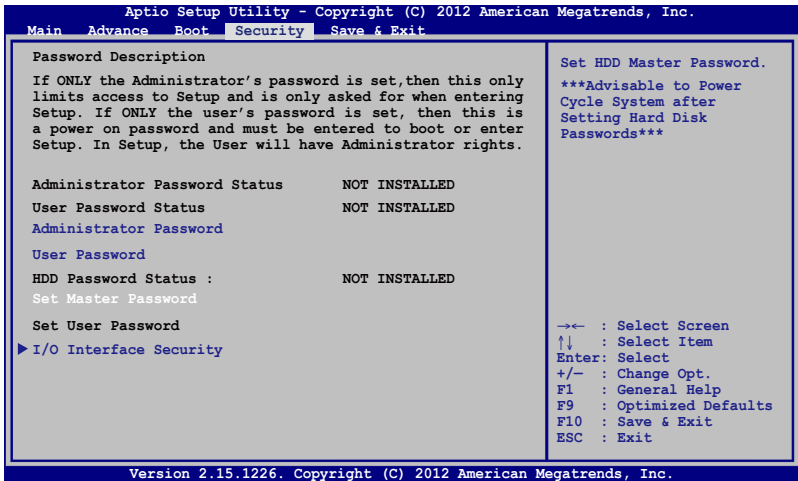 Aptio Setup Utility - Copyright (C) 2012 American Megatrends, Inc.
Main Advance Boot Security Save & Exit
Password Description
If ONLY the Administrator's password is set,then this only
limits access to Setup and is only asked for when entering
Setup. If ONLY the user's password is set, then this is
a power on password and must be entered to boot or enter
Setup. In Setup, the User will have Administrator rights.
Administrator Password Status NOT INSTALLED
User Password Status NOT INSTALLED
Administrator Password
User Password
HDD Password Status : NOT INSTALLED
Set Master Password
Set User Password
I/O Interface Security
Set HDD Master Password.
***Advisable to Power
Cycle System after
Setting Hard Disk
Passwords***
→← : Select Screen
↑↓ : Select Item
Enter: Select
+/— : Change Opt.
F1 : General Help
F9 : Optimized Defaults
F10 : Save & Exit
ESC : Exit
Version 2.15.1226. Copyright (C) 2012 American Megatrends, Inc.